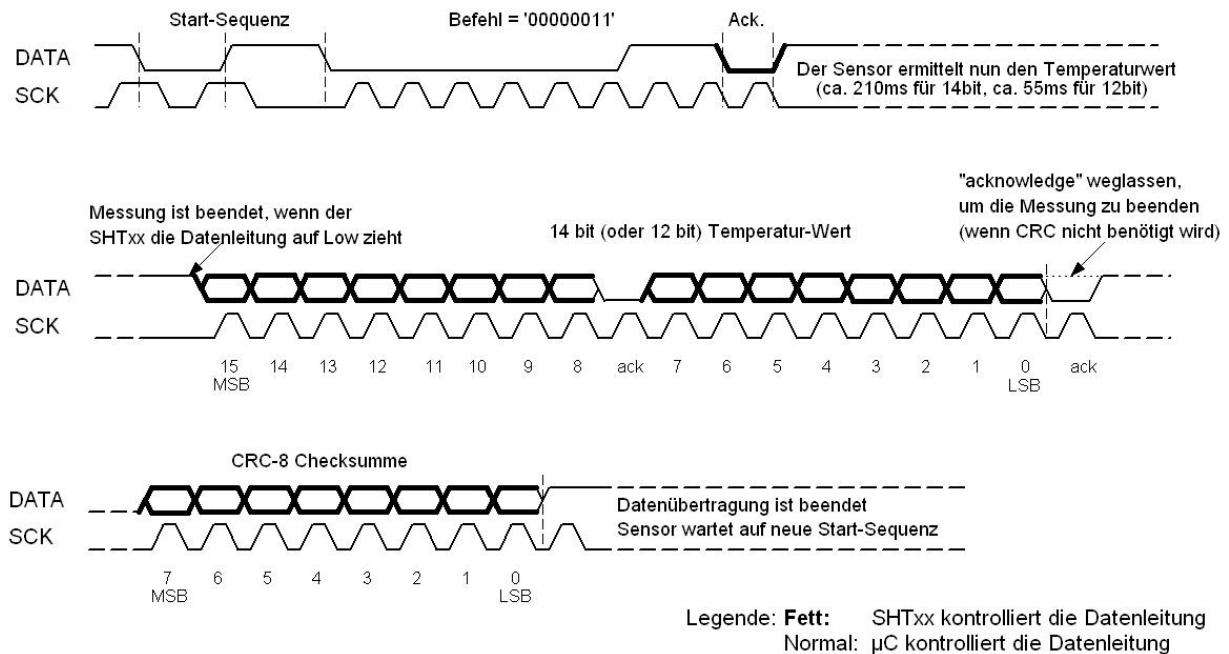 Start-Sequenz
Befehl = '00000011'
Ack.
DATA
SCK
Der Sensor ermittelt nun den Temperaturwert
(ca. 210ms für 14bit, ca. 55ms für 12bit)
Messung ist beendet, wenn der
SHTxx die Datenleitung auf Low zieht
14 bit (oder 12 bit) Temperatur-Wert
"acknowledge" weglassen,
um die Messung zu beenden
(wenn CRC nicht benötigt wird)
DATA
SCK
15 14 13 12 11 10 9 8 ack 7 6 5 4 3 2 1 0 ack
MSB LSB
CRC-8 Checksumme
DATA
SCK
Datenübertragung ist beendet
Sensor wartet auf neue Start-Sequenz
7 6 5 4 3 2 1 0
MSB LSB
Legende: Fett: SHTxx kontrolliert die Datenleitung
Normal: µC kontrolliert die Datenleitung